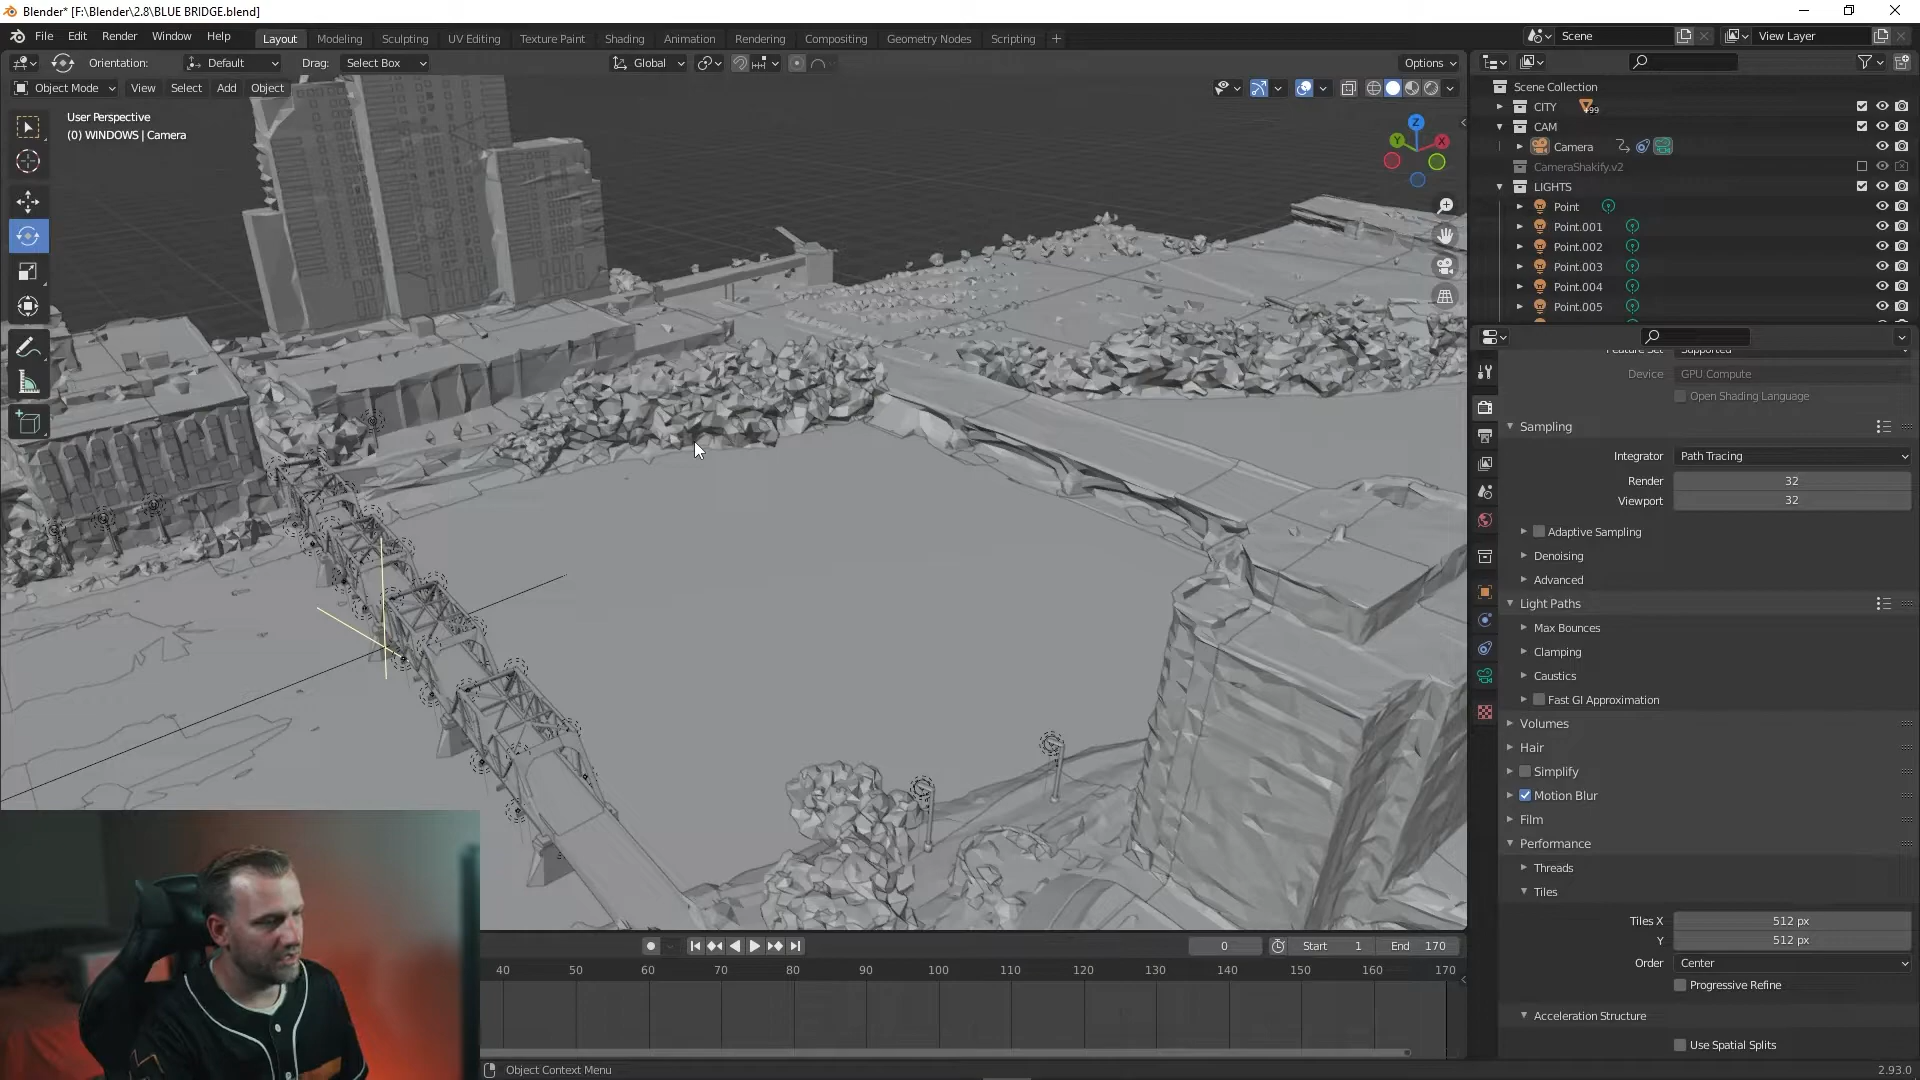 Blender* [F:\Blender\2.8\BLUE BRIDGE.blend]
File Edit Render Window Help Layout Modeling Sculpting UV Editing Texture Paint Shading Animation Rendering Compositing Geometry Nodes Scripting + Scene View Layer
Orientation: Default Drag: Select Box Global Options
Object Mode View Select Add Object
User Perspective
(0) WINDOWS | Camera
Z
Y X
Scene Collection
CITY 99
CAM
Camera
CameraShakify.v2
LIGHTS
Point
Point.001
Point.002
Point.003
Point.004
Point.005
Feature Set Supported
Device GPU Compute
Open Shading Language
Sampling
Integrator Path Tracing
Render 32
Viewport 32
Adaptive Sampling
Denoising
Advanced
Light Paths
Max Bounces
Clamping
Caustics
Fast GI Approximation
Volumes
Hair
Simplify
Motion Blur
Film
Performance
Threads
Tiles
Tiles X 512 px
Y 512 px
Order Center
Progressive Refine
Acceleration Structure
Use Spatial Splits
0 Start 1 End 170
40 50 60 70 80 90 100 110 120 130 140 150 160 170
Object Context Menu
2.93.0